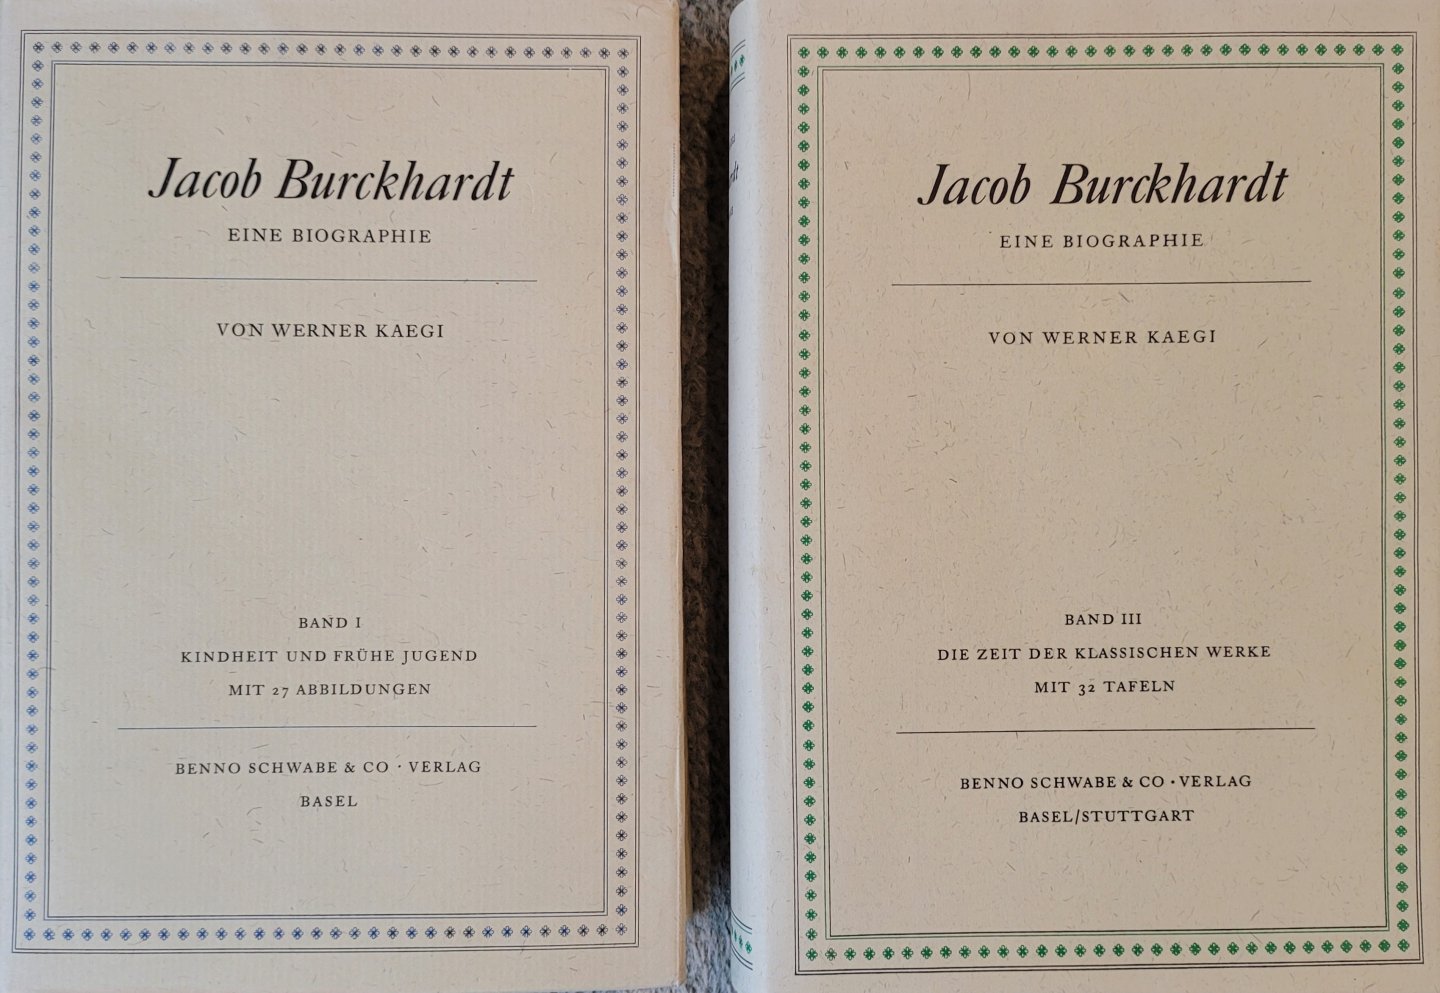 Jacob Burckhardt
EINE BIOGRAPHIE
VON WERNER KAEGI
BAND I
KINDHEIT UND FRÜHE JUGEND
MIT 27 ABBILDUNGEN
BENNO SCHWABE & CO · VERLAG
BASEL
Jacob Burckhardt
EINE BIOGRAPHIE
VON WERNER KAEGI
BAND III
DIE ZEIT DER KLASSISCHEN WERKE
MIT 32 TAFELN
BENNO SCHWABE & CO · VERLAG
BASEL/STUTTGART